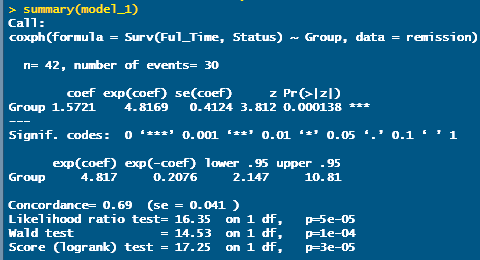 > summary(model_1)
Call:
coxph(formula = Surv(Ful_Time, Status) ~ Group, data = remission)
n= 42, number of events= 30
coef exp(coef) se(coef) z Pr(>|z|)
Group 1.5721 4.8169 0.4124 3.812 0.000138 ***
---
Signif. codes: 0 ‘***’ 0.001 ‘**’ 0.01 ‘*’ 0.05 ‘.’ 0.1 ‘ ’ 1
exp(coef) exp(-coef) lower .95 upper .95
Group 4.817 0.2076 2.147 10.81
Concordance= 0.69 (se = 0.041 )
Likelihood ratio test= 16.35 on 1 df, p=5e-05
Wald test = 14.53 on 1 df, p=1e-04
Score (logrank) test = 17.25 on 1 df, p=3e-05